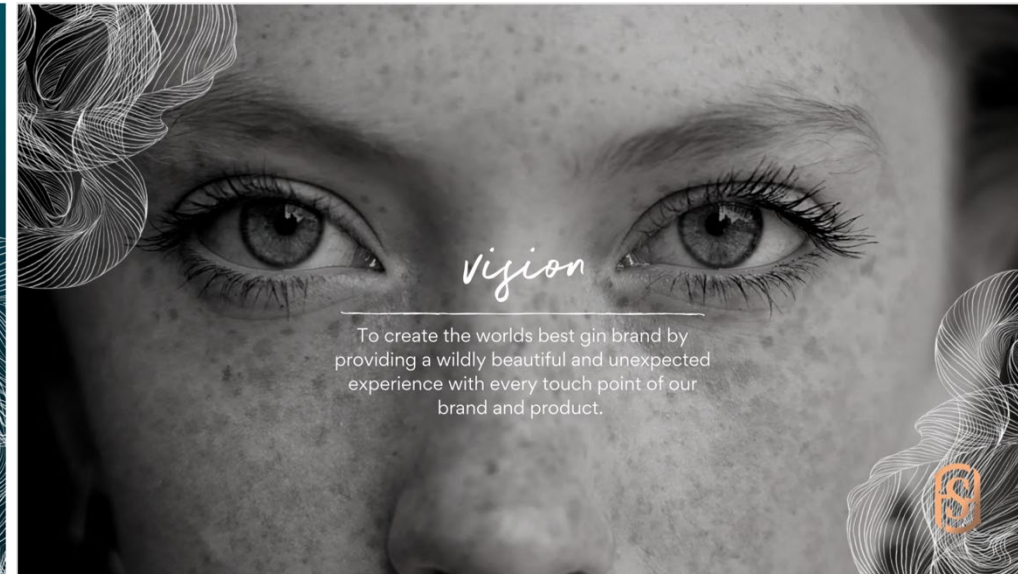 vision
To create the worlds best gin brand by
providing a wildly beautiful and unexpected
experience with every touch point of our
brand and product.